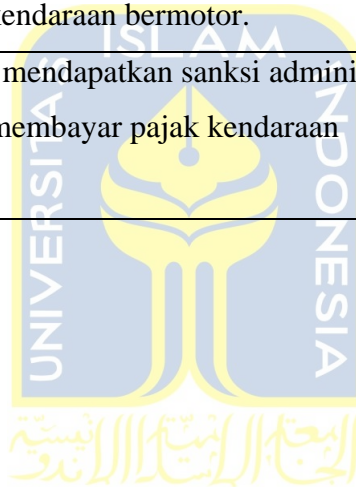 kendaraan bermotor.
mendapatkan sanksi admini
membayar pajak kendaraan
UNIVERSITAS ISLAM INDONESIA